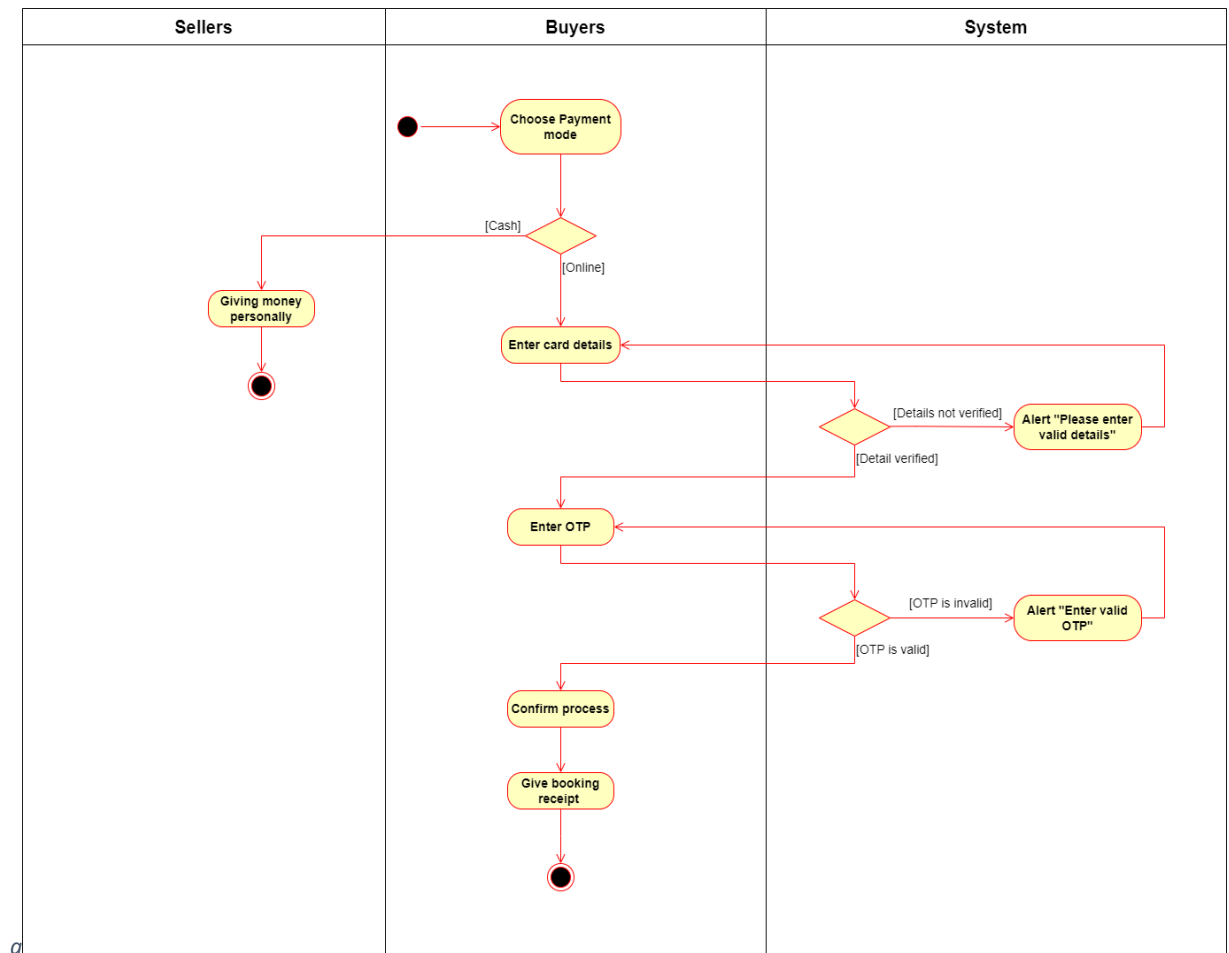 Sellers
Buyers
System
Choose Payment
mode
[Cash]
[Online]
Giving money
personally
Enter card details
[Details not verified]
Alert "Please enter
valid details"
[Detail verified]
Enter OTP
[OTP is invalid]
Alert "Enter valid
OTP"
[OTP is valid]
Confirm process
Give booking
receipt